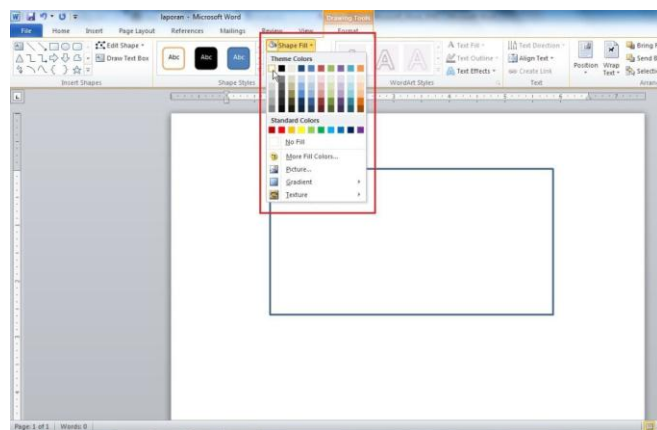 laporan - Microsoft Word
Drawing Tools
File Home Insert Page Layout References Mailings Review View Format
Edit Shape
Draw Text Box
Insert Shapes
Abc Abc Abc
Shape Styles
Shape Fill
Theme Colors
Standard Colors
No Fill
More Fill Colors...
Picture...
Gradient
Texture
A A A
WordArt Styles
Text Fill
Text Outline
Text Effects
Text Direction
Align Text
Create Link
Text
Position Wrap
Text
Bring F
Send B
Selecti
Arran
Page: 1 of 1 Words: 0